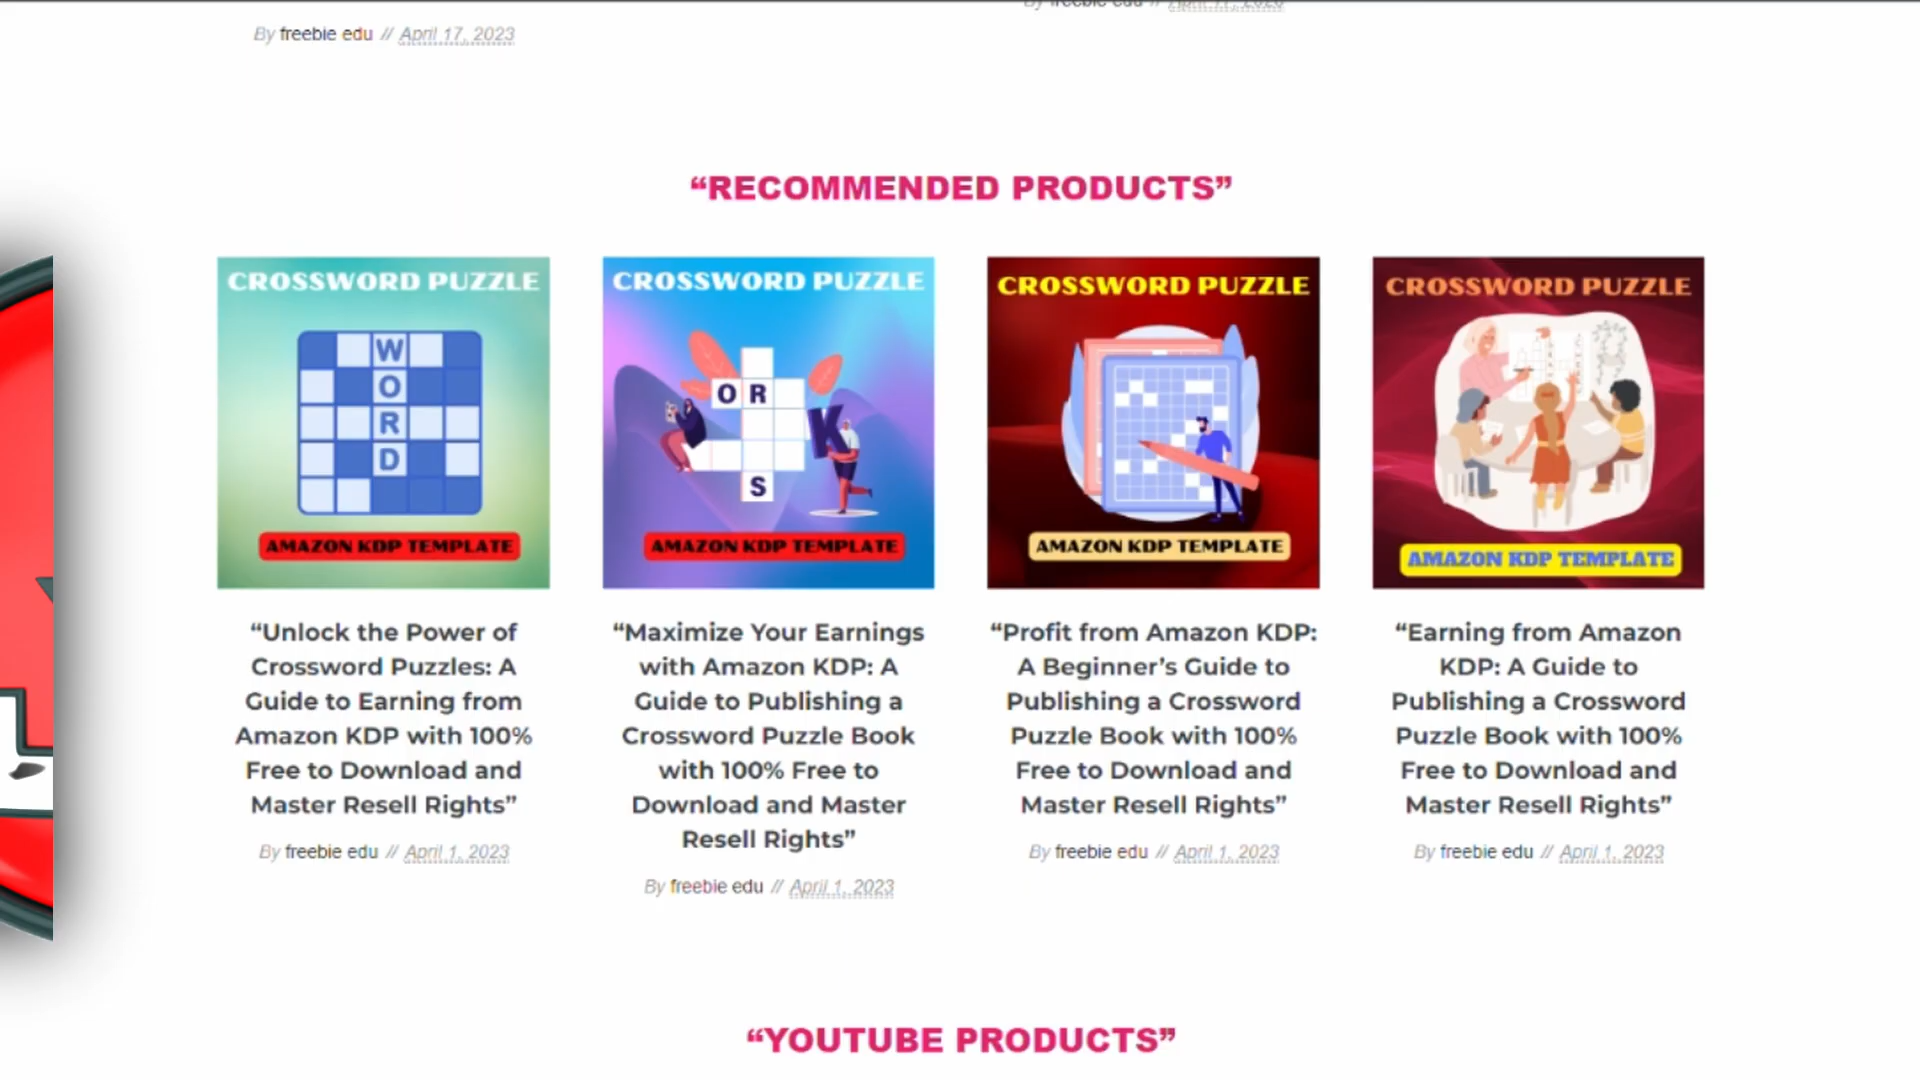 By freebie edu // April 17, 2023
By freebie edu // April 17, 2023
“RECOMMENDED PRODUCTS”
CROSSWORD PUZZLE
W
O
R
D
AMAZON KDP TEMPLATE
“Unlock the Power of
Crossword Puzzles: A
Guide to Earning from
Amazon KDP with 100%
Free to Download and
Master Resell Rights”
By freebie edu // April 1, 2023
CROSSWORD PUZZLE
O R
K
S
AMAZON KDP TEMPLATE
“Maximize Your Earnings
with Amazon KDP: A
Guide to Publishing a
Crossword Puzzle Book
with 100% Free to
Download and Master
Resell Rights”
By freebie edu // April 1, 2023
CROSSWORD PUZZLE
AMAZON KDP TEMPLATE
“Profit from Amazon KDP:
A Beginner’s Guide to
Publishing a Crossword
Puzzle Book with 100%
Free to Download and
Master Resell Rights”
By freebie edu // April 1, 2023
CROSSWORD PUZZLE
AMAZON KDP TEMPLATE
“Earning from Amazon
KDP: A Guide to
Publishing a Crossword
Puzzle Book with 100%
Free to Download and
Master Resell Rights”
By freebie edu // April 1, 2023
“YOUTUBE PRODUCTS”